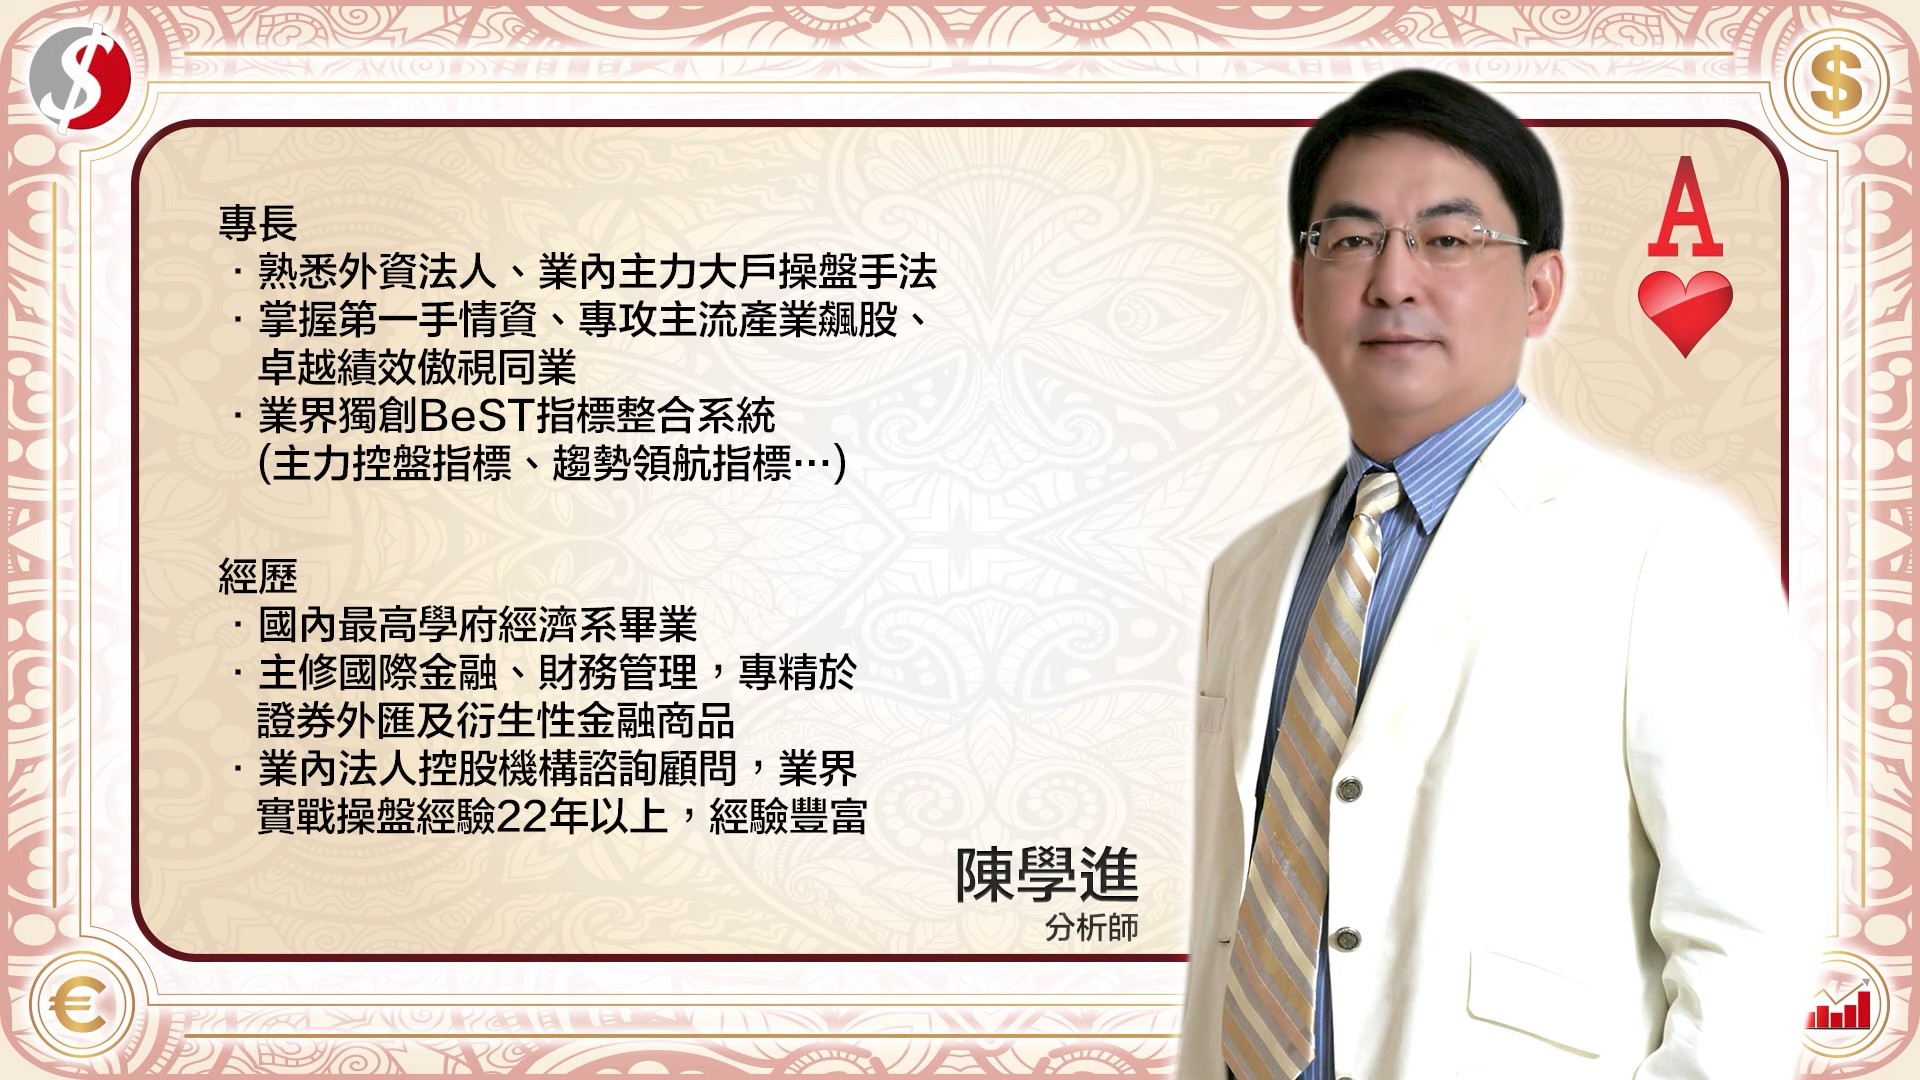 專長
·熟悉外資法人、業內主力大戶操盤手法
·掌握第一手情資、專攻主流產業飆股、
卓越績效傲視同業
·業界獨創BeST指標整合系統
(主力控盤指標、趨勢領航指標…)
經歷
·國內最高學府經濟系畢業
·主修國際金融、財務管理，專精於
證券外匯及衍生性金融商品
·業內法人控股機構諮詢顧問，業界
實戰操盤經驗22年以上，經驗豐富
陳學進
分析師
A
$
$
€